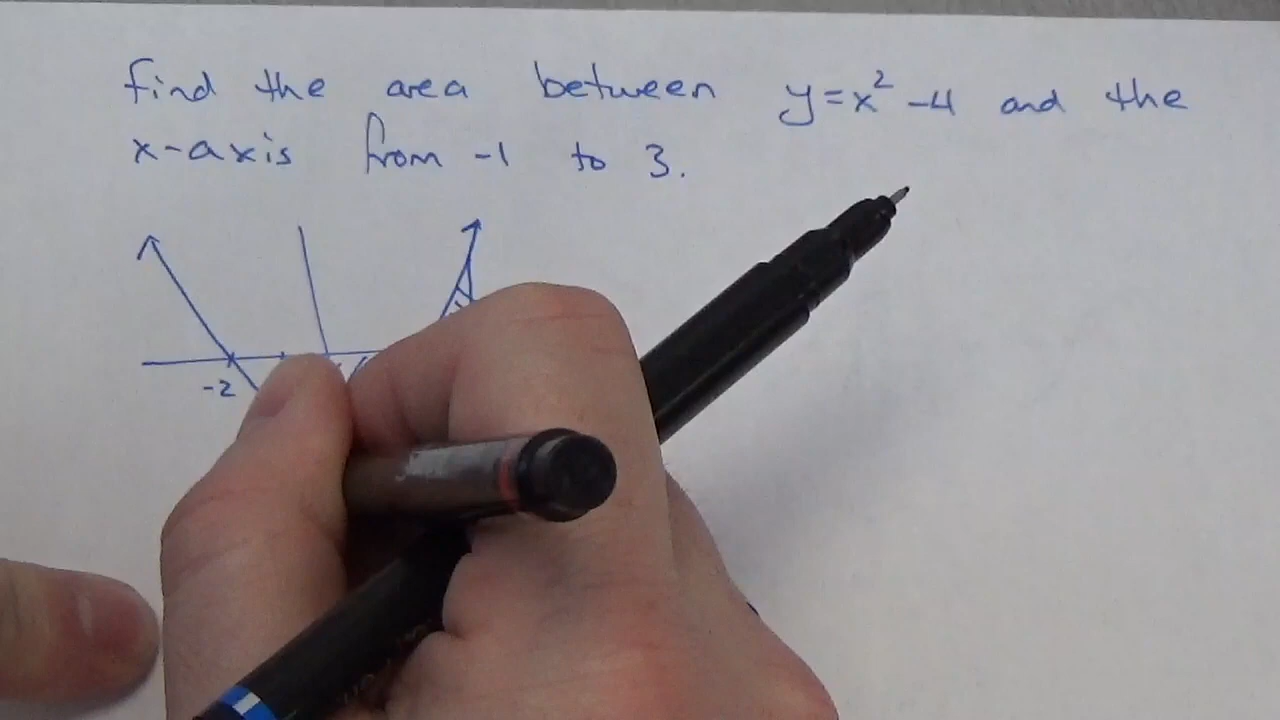 find the area between y=x² -4 and the
x-axis from -1 to 3.
-2